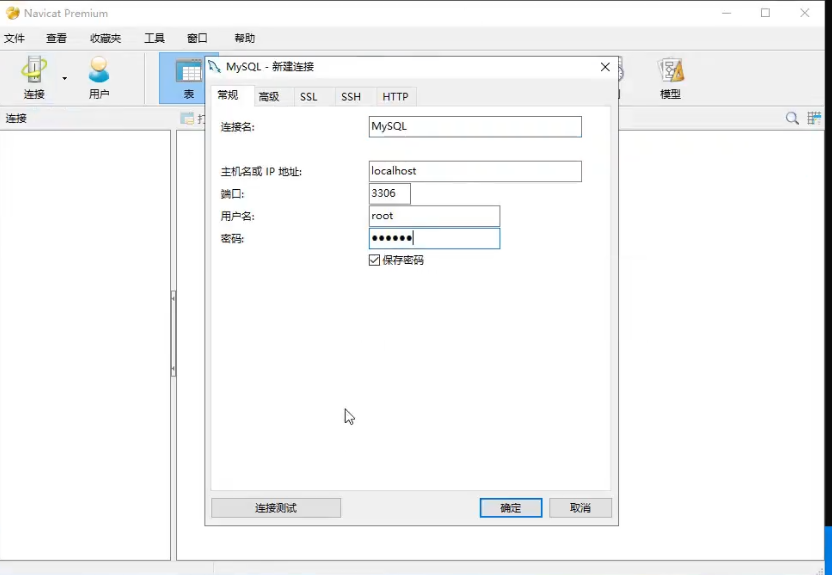 Navicat Premium
文件 查看 收藏夹 工具 窗口 帮助
MySQL - 新建连接
连接 用户 表 模型
常规 高级 SSL SSH HTTP
连接
连接名: MySQL
主机名或 IP 地址: localhost
端口: 3306
用户名: root
密码: ●●●●●●
保存密码
连接测试 确定 取消